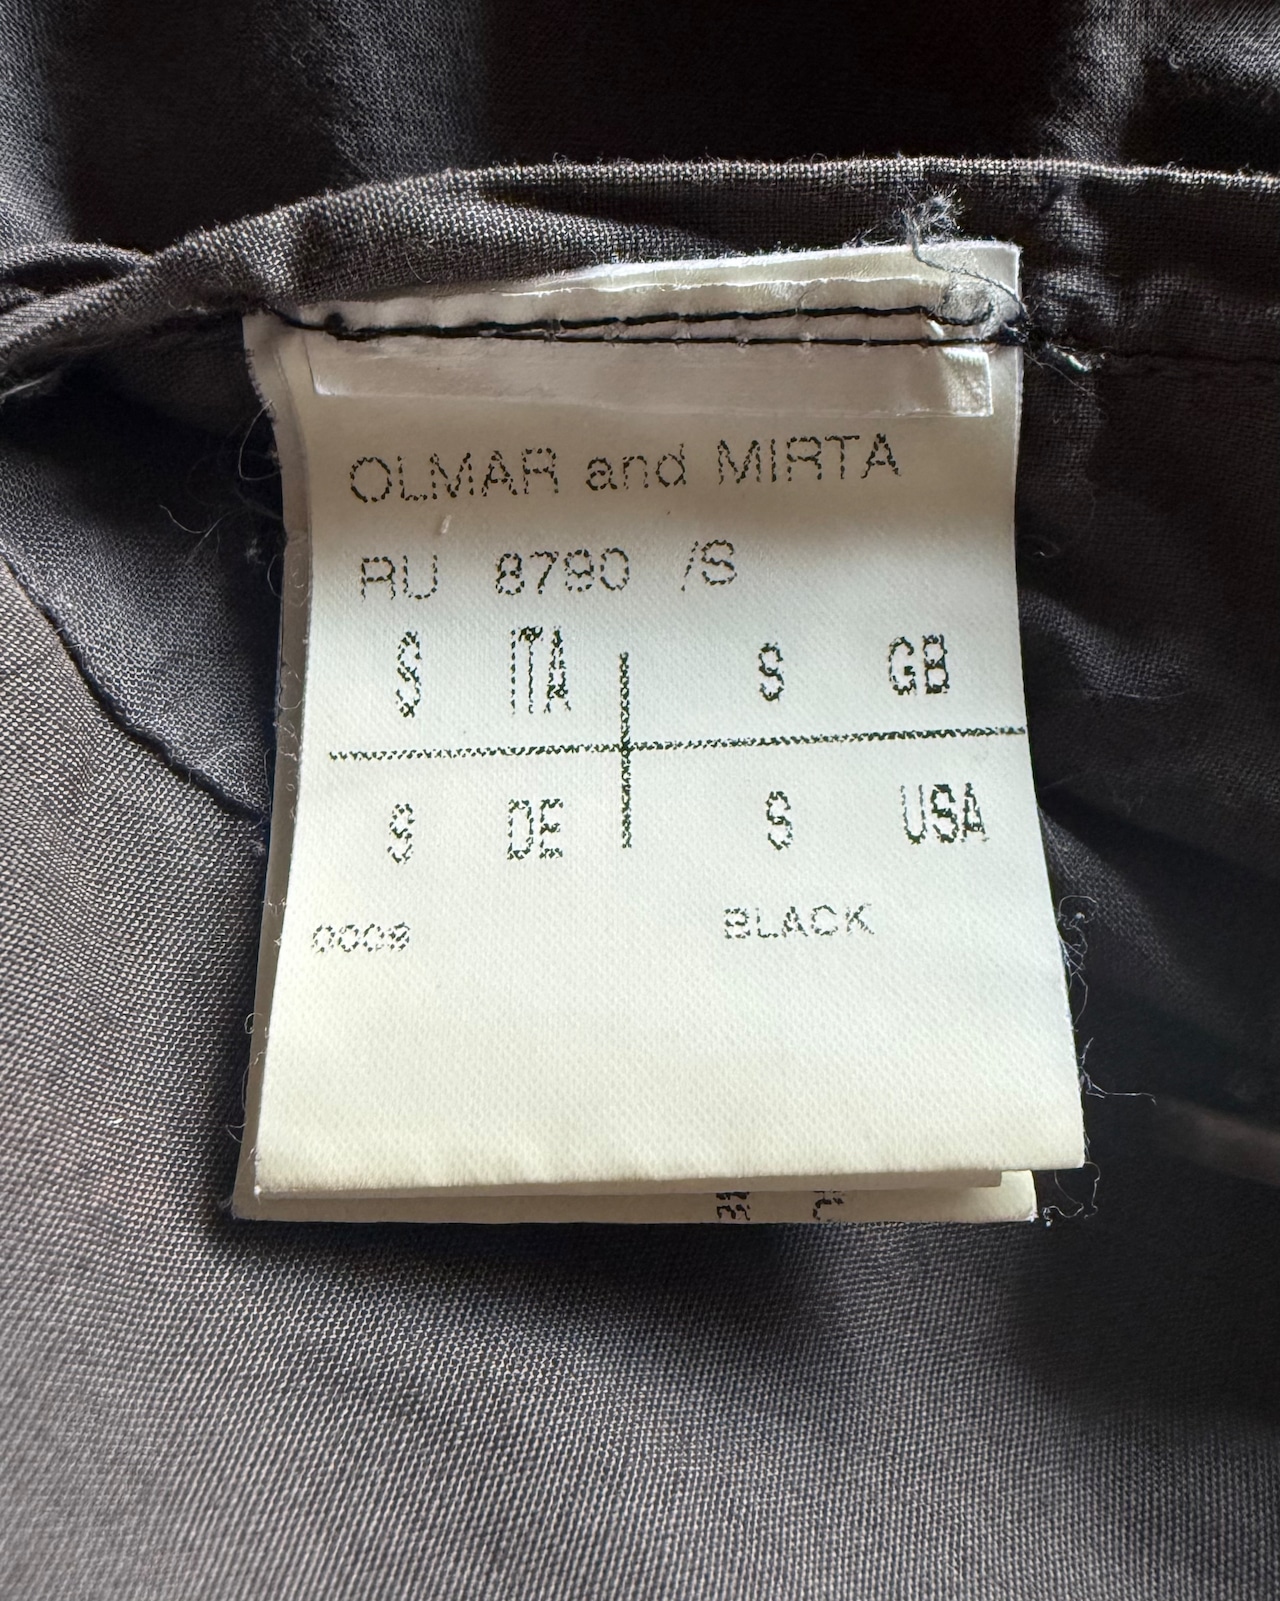 OLMAR and MIRTA
RU 8790 /S
S ITA S GB
S DE S USA
0009 BLACK